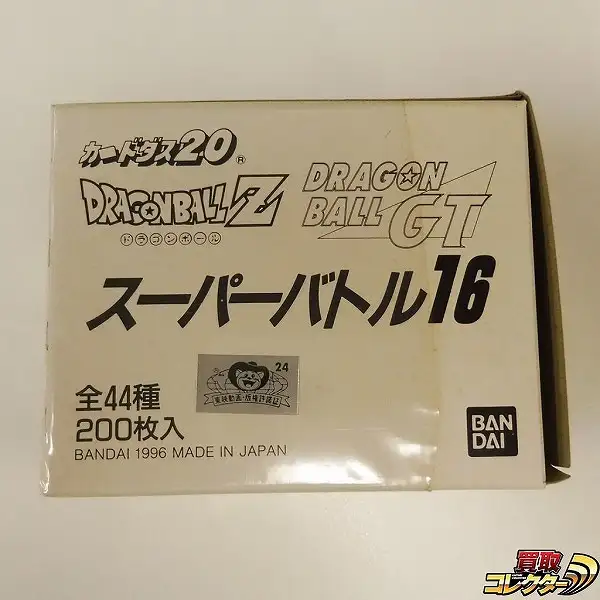 カードダス20®
DRAGONBALL Z
ドラゴンボール
DRAGON
BALL GT
スーパーバトル16
24
東映動画・版権許諾証
全44種
200枚入
BANDAI 1996 MADE IN JAPAN
BAN
DAI
買取
コレクター